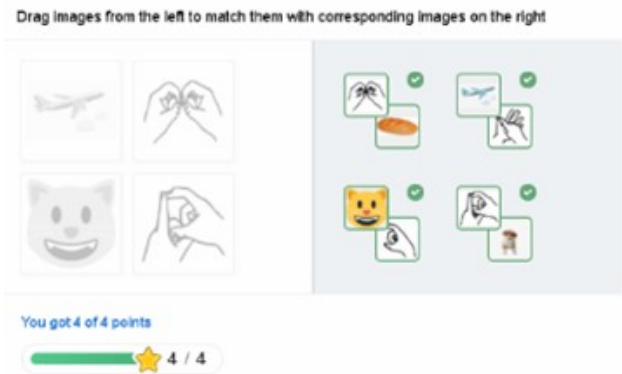 Drag images from the left to match them with corresponding images on the right
You got 4 of 4 points
4 / 4